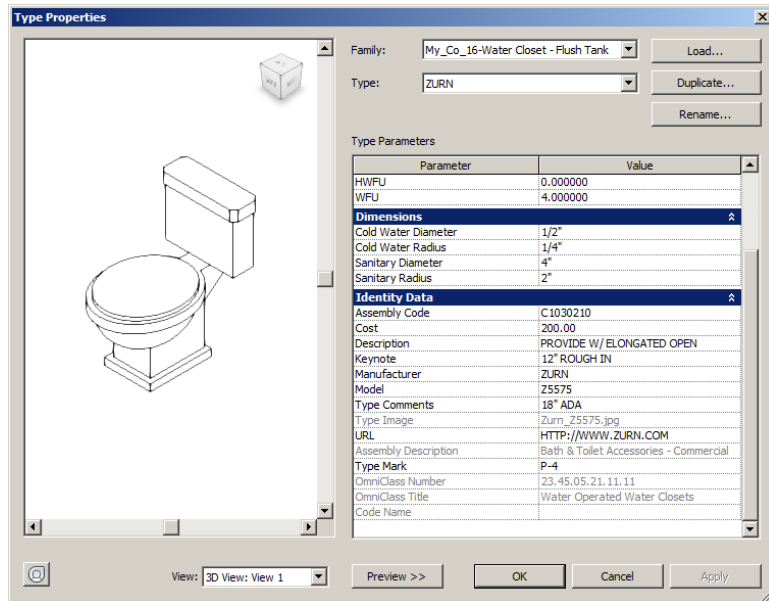 Type Properties
Family: My_Co_16-Water Closet - Flush Tank Load...
Type: ZURN Duplicate...
Rename...
Type Parameters
Parameter Value
HWFU 0.000000
WFU 4.000000
Dimensions
Cold Water Diameter 1/2"
Cold Water Radius 1/4"
Sanitary Diameter 4"
Sanitary Radius 2"
Identity Data
Assembly Code C1030210
Cost 200.00
Description PROVIDE W/ ELONGATED OPEN
Keynote 12" ROUGH IN
Manufacturer ZURN
Model Z5575
Type Comments 18" ADA
Type Image Zurn_Z5575.jpg
URL HTTP://WWW.ZURN.COM
Assembly Description Bath & Toilet Accessories - Commercial
Type Mark P-4
OmniClass Number 23.45.05.21.11.11
OmniClass Title Water Operated Water Closets
Code Name
View: 3D View: View 1 Preview >> OK Cancel Apply